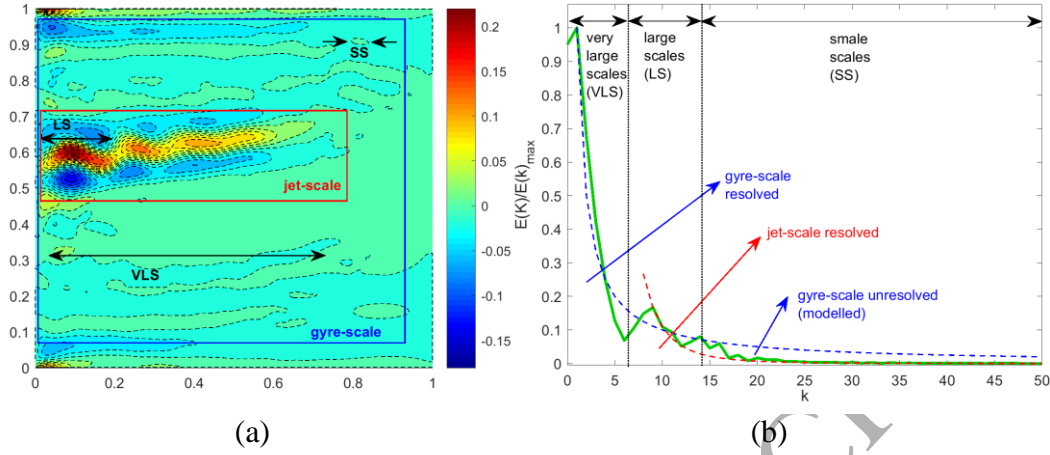 1
0.9
0.8
0.7
0.6
0.5
0.4
0.3
0.2
0.1
0
0
0.2
0.4
0.6
0.8
1
SS
LS
jet-scale
VLS
gyre-scale
0.2
0.15
0.1
0.05
0
-0.05
-0.1
-0.15
(a)
very
large
scales
(VLS)
large
scales
(LS)
smale
scales
(SS)
1
0.9
0.8
0.7
0.6
0.5
0.4
0.3
0.2
0.1
0
E(K)/E(k)max
gyre-scale
resolved
jet-scale resolved
gyre-scale unresolved
(modelled)
0
5
10
15
20
25
30
35
40
45
50
k
(b)